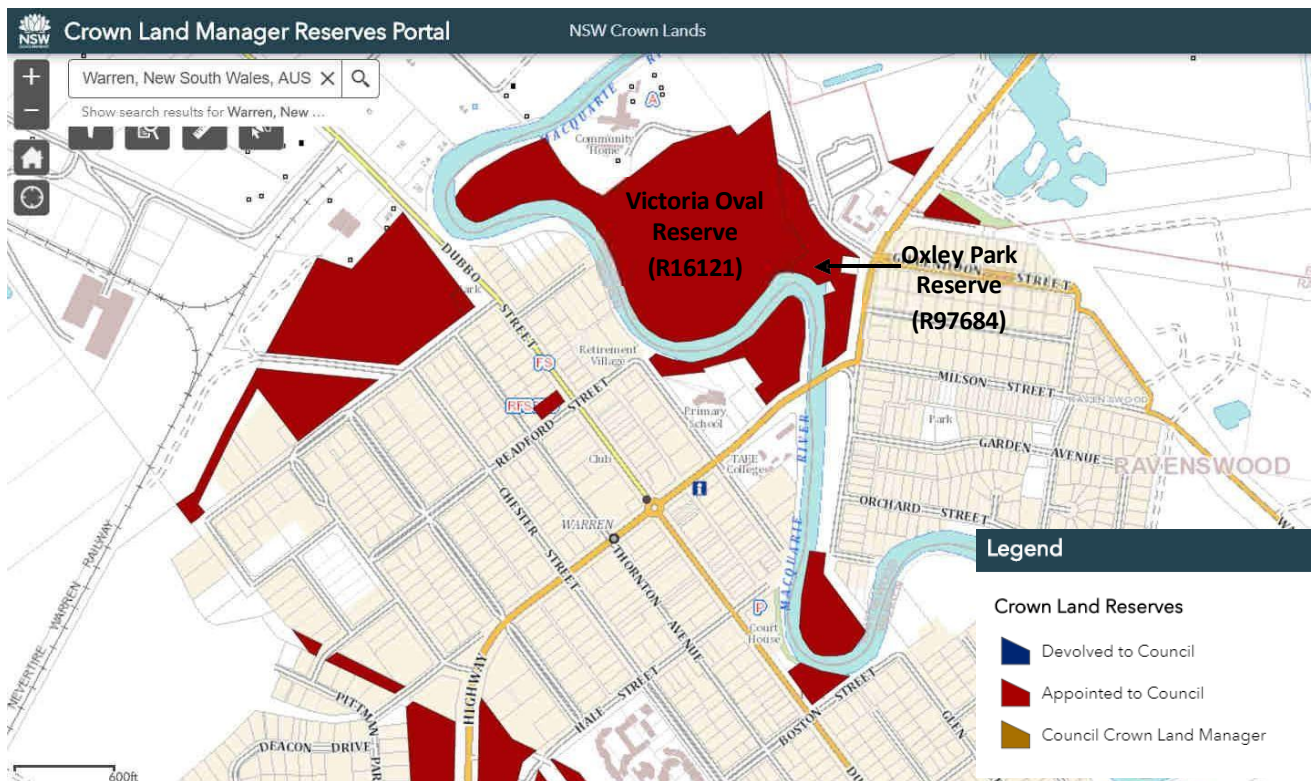 NSW
Crown Land Manager Reserves Portal
NSW Crown Lands
+
Warren, New South Wales, AUS
Show search results for Warren, New ...
−
MACQUARIE
A
Community
Home
Victoria Oval
Reserve
(R16121)
Oxley Park
Reserve
(R97684)
STREET
DUBBO
STREET
FS
Retirement
Village
RFS
READFORD STREET
Primary
School
MILSON STREET
RAVENSWOOD
Park
GARDEN AVENUE
RAVENSWOOD
Club
TAFE
Colleges
i
MACQUARIE RIVER
ORCHARD STREET
CHESTER STREET
WARREN
THORNTON AVENUE
P
Court
House
NEVERTIRE WARREN RAILWAY
HIGHWAY
HALE STREET
BOSTON STREET
PITTMAN
DEACON DRIVE
600ft
Legend
Crown Land Reserves
Devolved to Council
Appointed to Council
Council Crown Land Manager